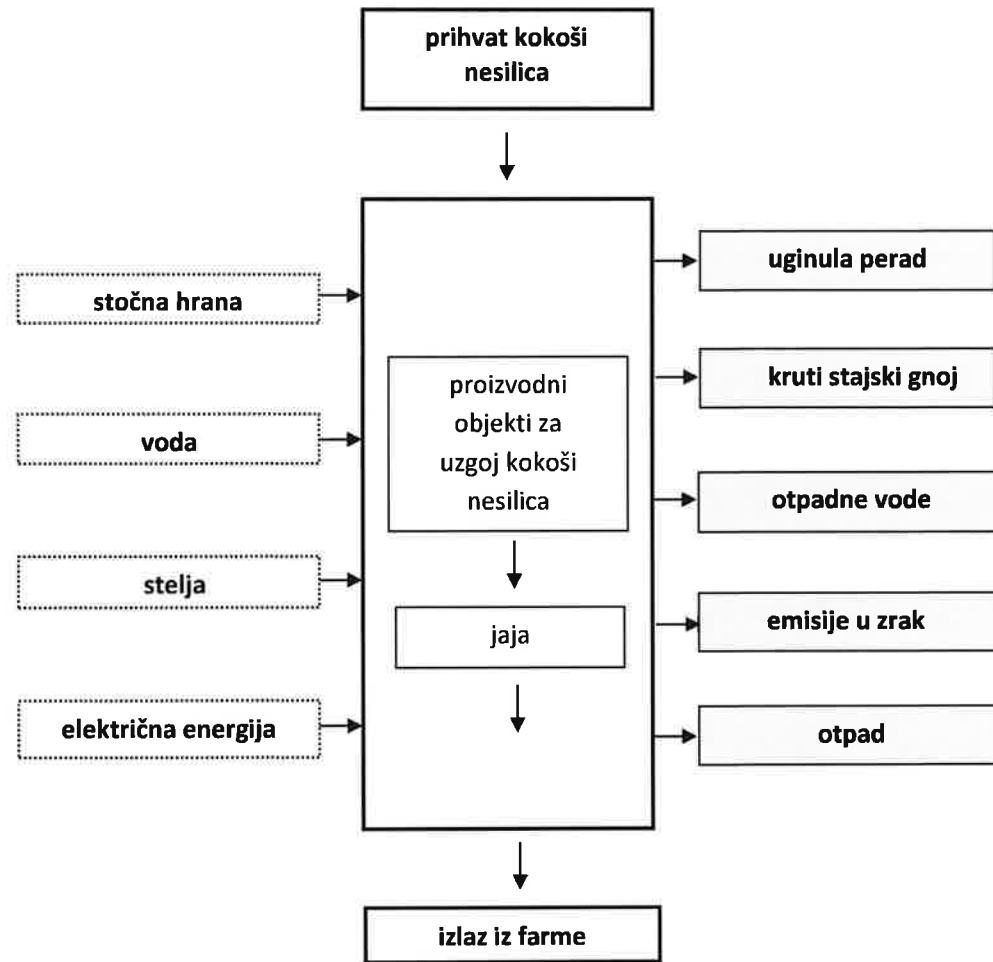 prihvat kokoši
nesilica
stočna hrana
voda
stelja
električna energija
proizvodni
objekti za
uzgoj kokoši
nesilica
jaja
uginula perad
kruti stajski gnoj
otpadne vode
emisije u zrak
otpad
izlaz iz farme